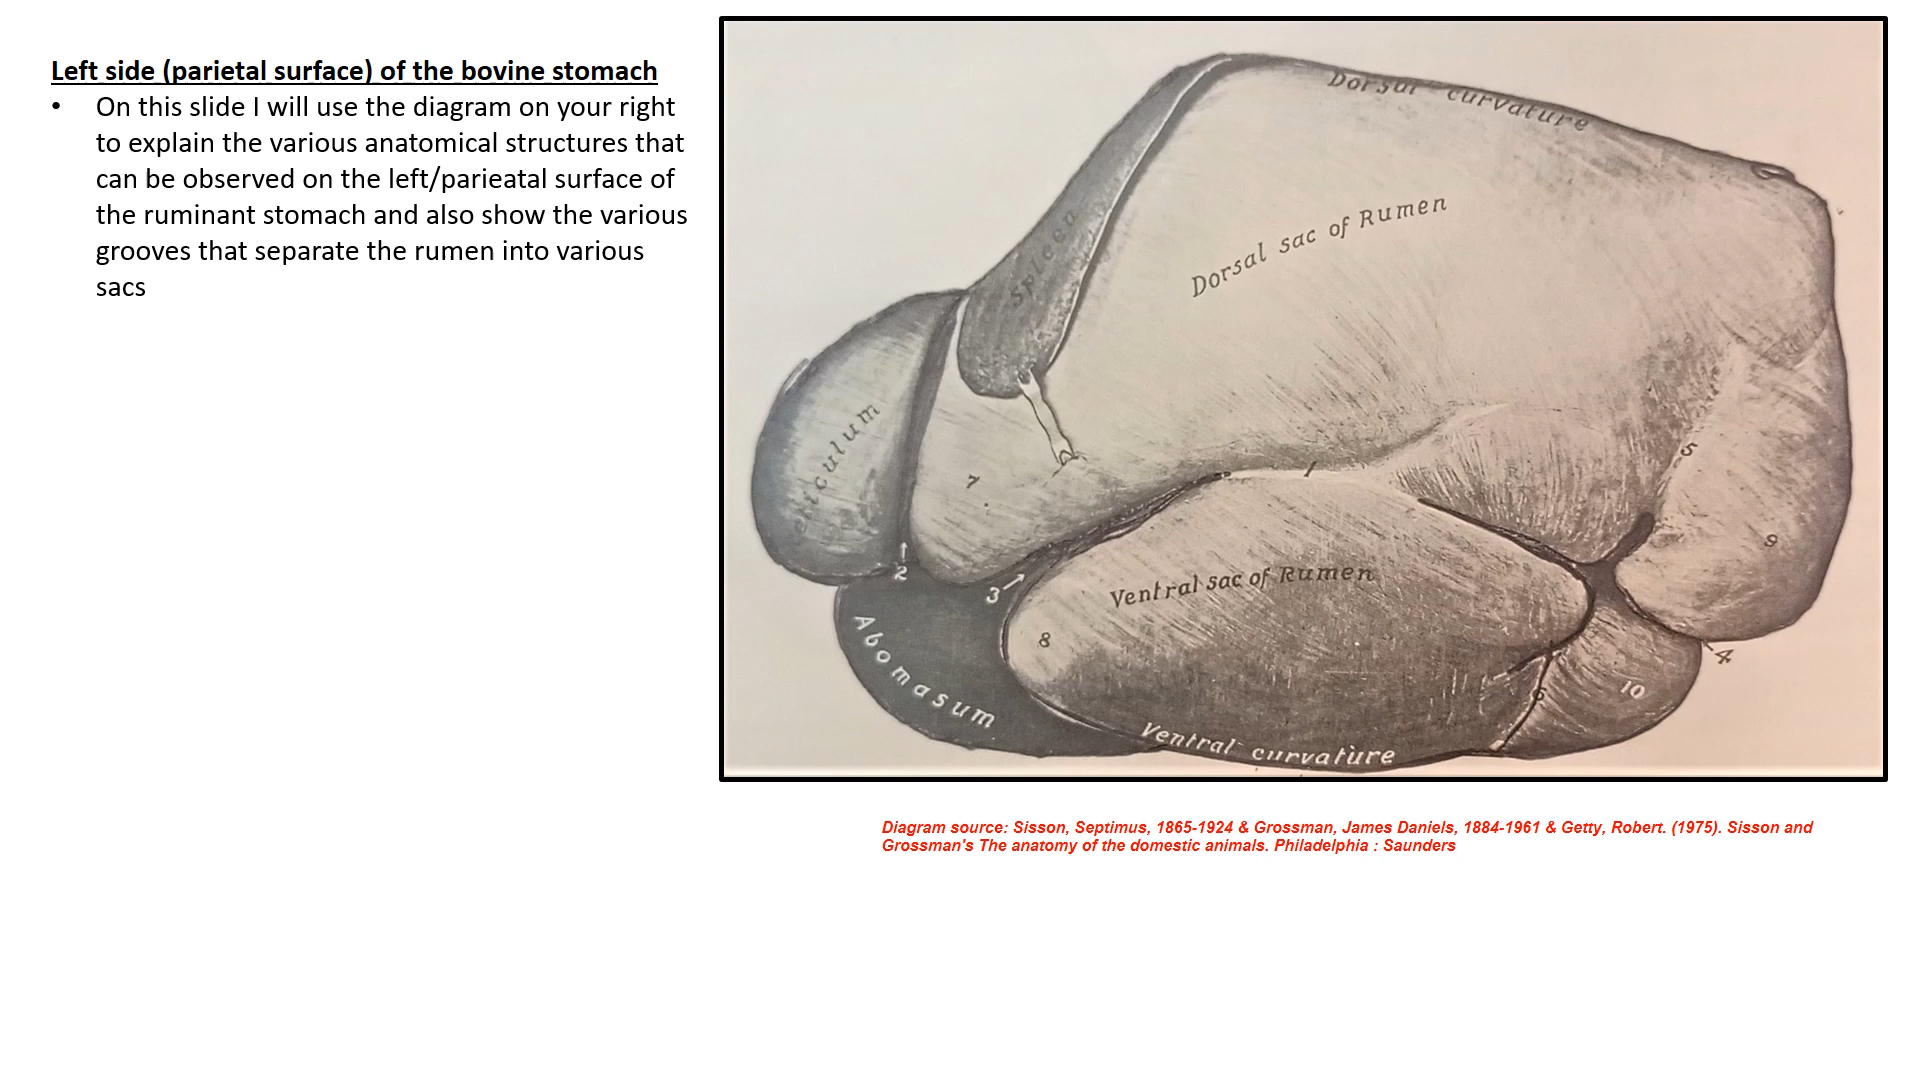 Left side (parietal surface) of the bovine stomach
• On this slide I will use the diagram on your right
to explain the various anatomical structures that
can be observed on the left/parieatal surface of
the ruminant stomach and also show the various
grooves that separate the rumen into various
sacs
Dorsal curvature
Dorsal sac of Rumen
Spleen
1
5
7
9
2
3
Ventral sac of Rumen
8
4
Abomasum
6
10
Ventral curvature
Diagram source: Sisson, Septimus, 1865-1924 & Grossman, James Daniels, 1884-1961 & Getty, Robert. (1975). Sisson and
Grossman's The anatomy of the domestic animals. Philadelphia : Saunders